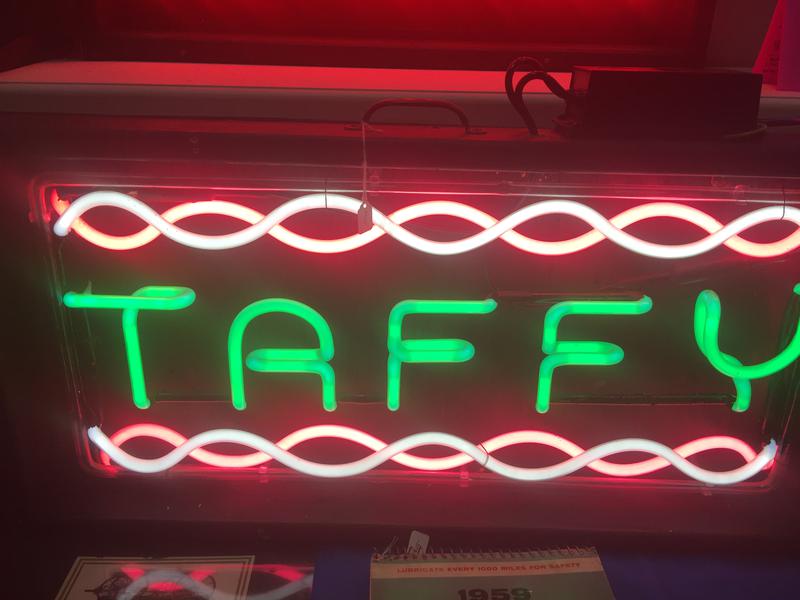 TAFFY
LUBRICATE EVERY 1000 MILES FOR SAFETY
1959